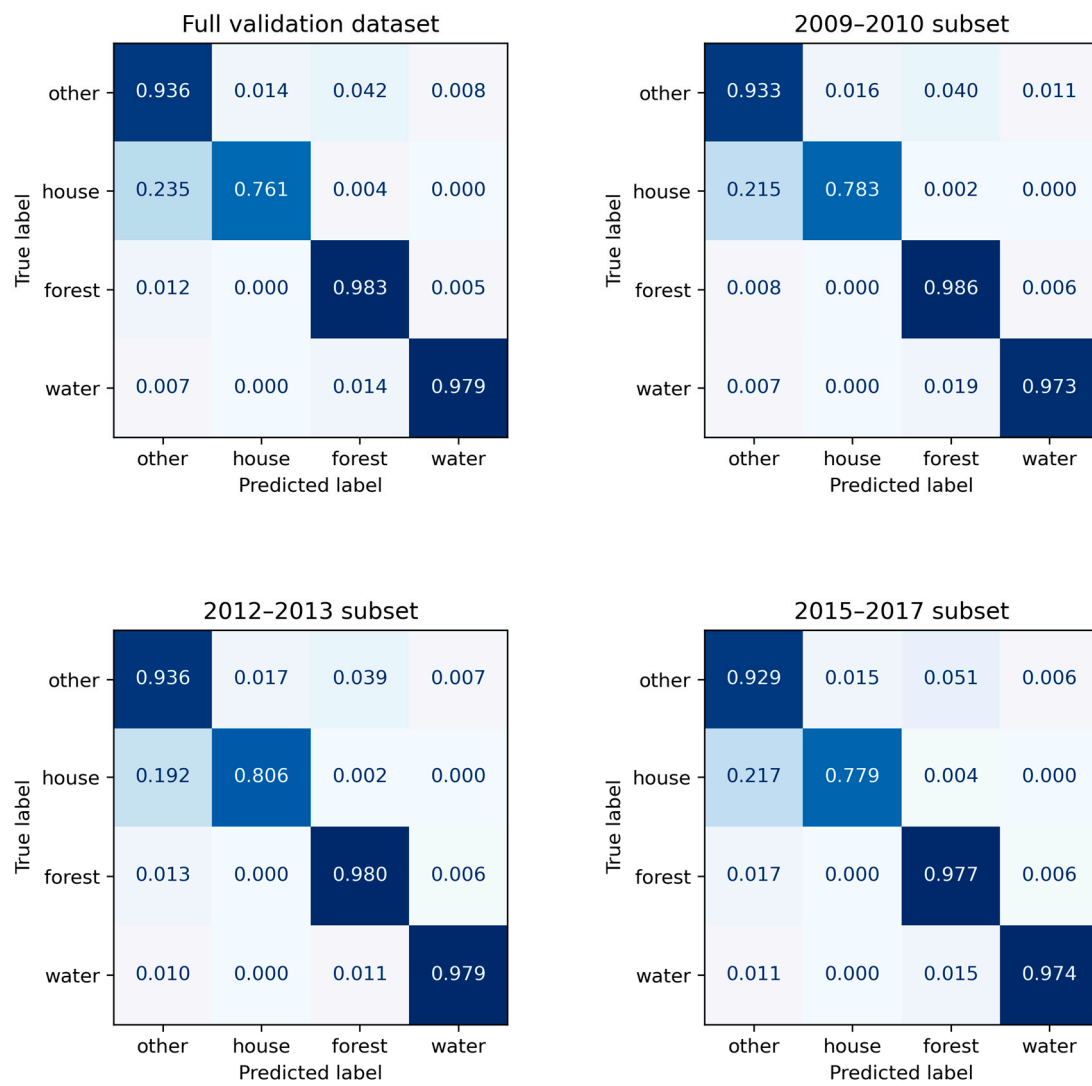 Full validation dataset
other 0.936 0.014 0.042 0.008
house 0.235 0.761 0.004 0.000
forest 0.012 0.000 0.983 0.005
water 0.007 0.000 0.014 0.979
True label
other house forest water
Predicted label
2009–2010 subset
other 0.933 0.016 0.040 0.011
house 0.215 0.783 0.002 0.000
forest 0.008 0.000 0.986 0.006
water 0.007 0.000 0.019 0.973
True label
other house forest water
Predicted label
2012–2013 subset
other 0.936 0.017 0.039 0.007
house 0.192 0.806 0.002 0.000
forest 0.013 0.000 0.980 0.006
water 0.010 0.000 0.011 0.979
True label
other house forest water
Predicted label
2015–2017 subset
other 0.929 0.015 0.051 0.006
house 0.217 0.779 0.004 0.000
forest 0.017 0.000 0.977 0.006
water 0.011 0.000 0.015 0.974
True label
other house forest water
Predicted label